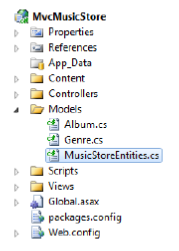 MvcMusicStore
Properties
References
App_Data
Content
Controllers
Models
Album.cs
Genre.cs
MusicStoreEntities.cs
Scripts
Views
Global.asax
packages.config
Web.config